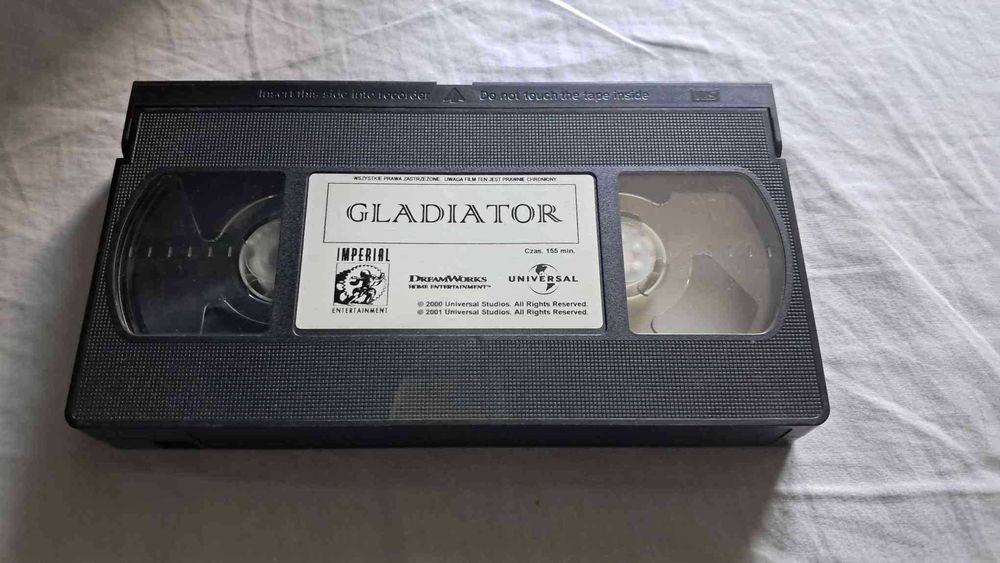 Insert this side into recorder Do not touch the tape inside VHS
WSZYSTKIE PRAWA ZASTRZEŻONE. UWAGA FILM TEN JEST PRAWNIE CHRONIONY
GLADIATOR
Czas. 155 min.
IMPERIAL
ENTERTAINMENT
DREAMWORKS
HOME ENTERTAINMENT™
UNIVERSAL
© 2000 Universal Studios. All Rights Reserved.
© 2001 Universal Studios. All Rights Reserved.